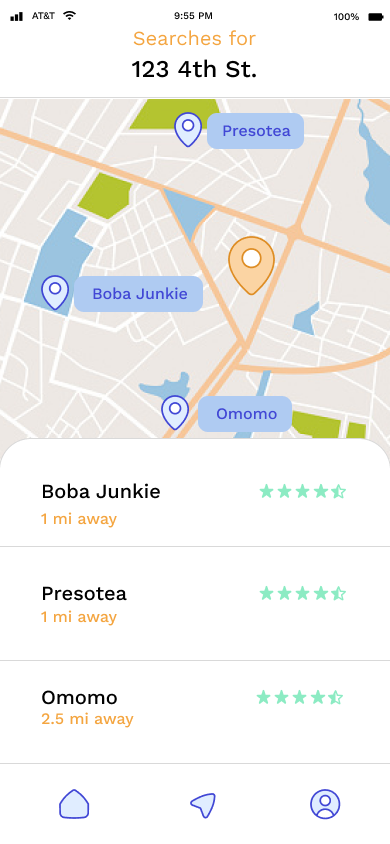 AT&T 9:55 PM 100%
Searches for
123 4th St.
Presotea
Boba Junkie
Omomo
Boba Junkie
1 mi away
Presotea
1 mi away
Omomo
2.5 mi away